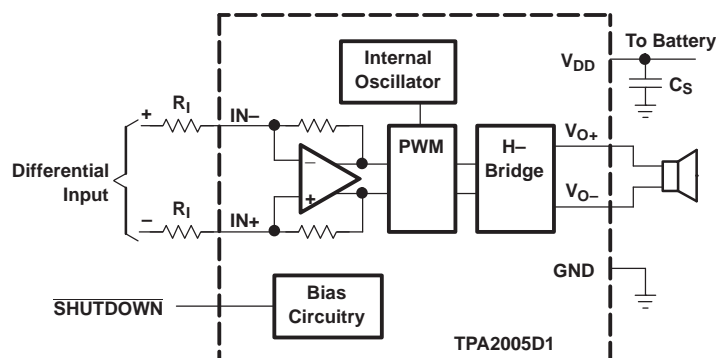 To Battery
Internal
Oscillator
VDD
CS
+
RI
IN–
–
VO+
PWM
H–
Bridge
Differential
Input
+
VO–
–
RI
IN+
GND
SHUTDOWN
Bias
Circuitry
TPA2005D1